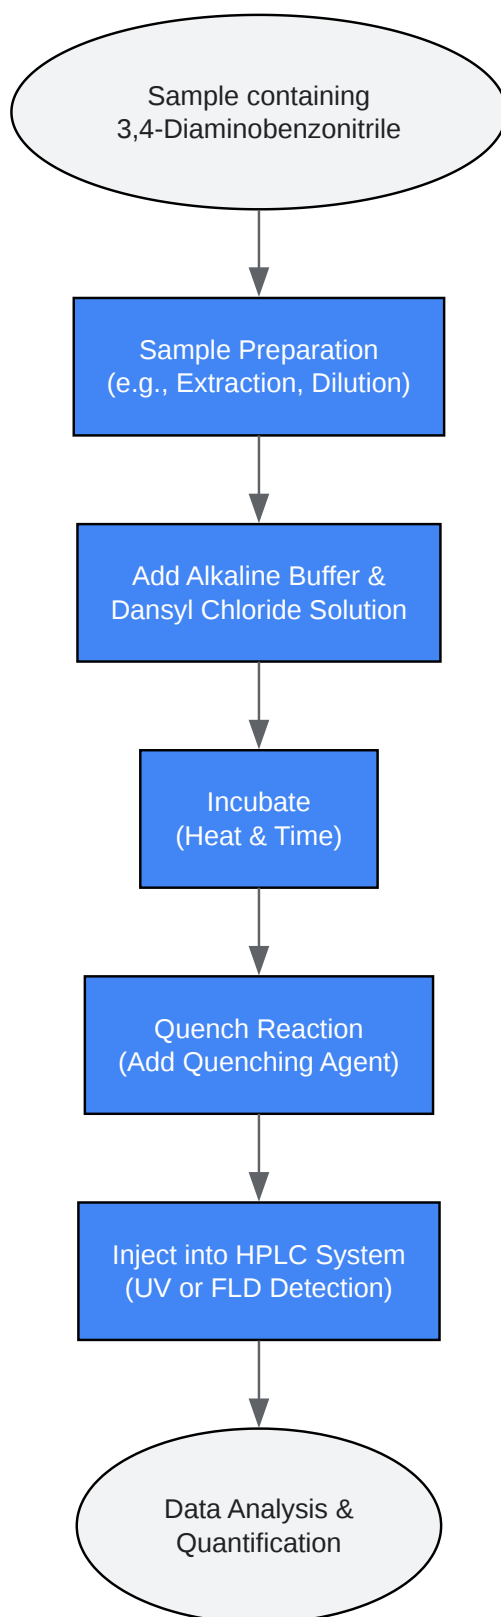 Sample containing
3,4-Diaminobenzonitrile
Sample Preparation
(e.g., Extraction, Dilution)
Add Alkaline Buffer &
Dansyl Chloride Solution
Incubate
(Heat & Time)
Quench Reaction
(Add Quenching Agent)
Inject into HPLC System
(UV or FLD Detection)
Data Analysis &
Quantification